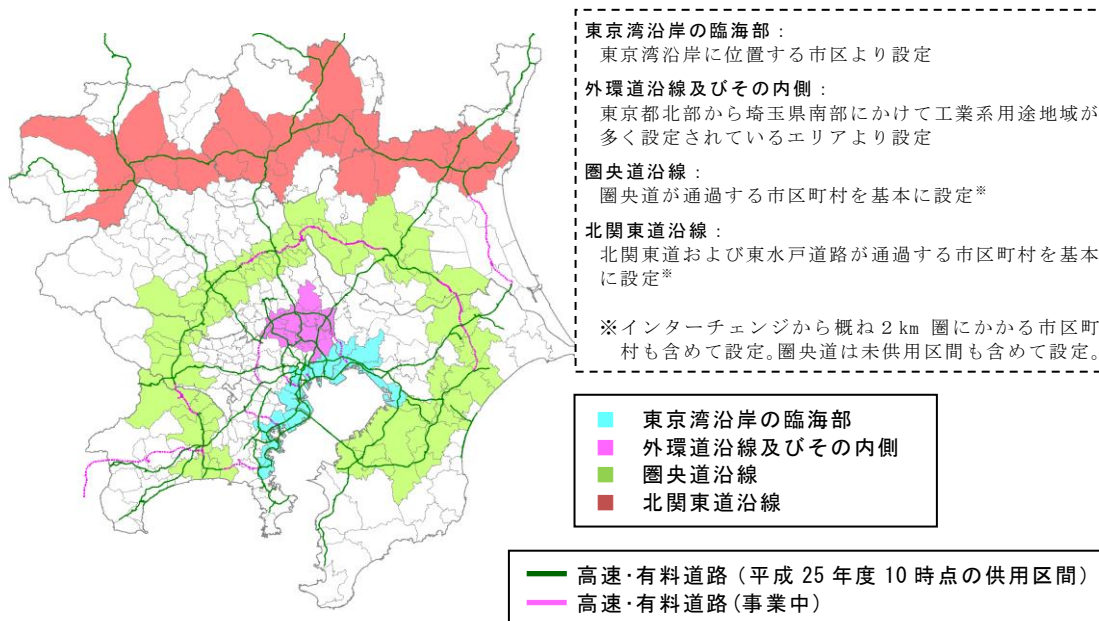 東京湾沿岸の臨海部：
東京湾沿岸に位置する市区より設定
外環道沿線及びその内側：
東京都北部から埼玉県南部にかけて工業系用途地域が
多く設定されているエリアより設定
圏央道沿線：
圏央道が通過する市区町村を基本に設定※
北関東道沿線：
北関東道および東水戸道路が通過する市区町村を基本
に設定※
※インターチェンジから概ね2km 圏にかかる市区町
村も含めて設定。圏央道は未供用区間も含めて設定。
東京湾沿岸の臨海部
外環道沿線及びその内側
圏央道沿線
北関東道沿線
高速･有料道路（平成 25 年度 10 時点の供用区間）
高速･有料道路(事業中)